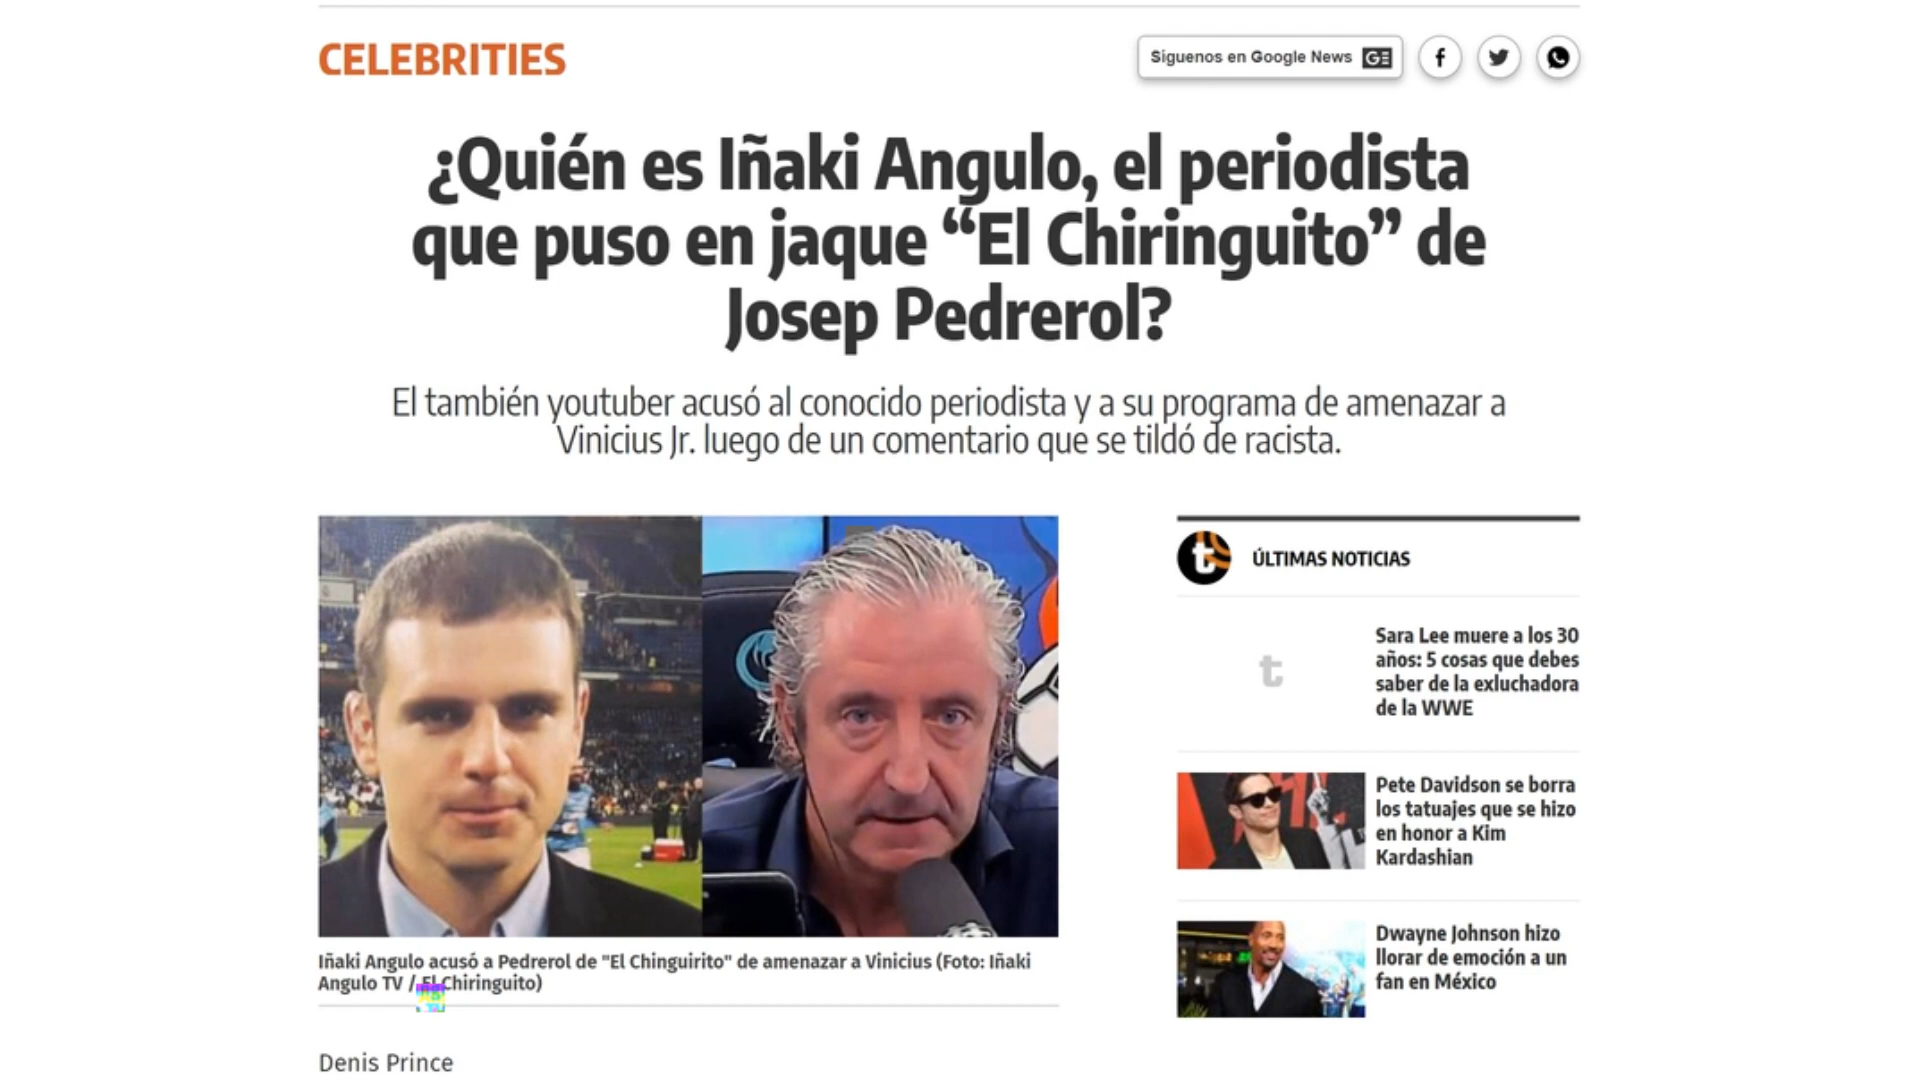 CELEBRITIES
Síguenos en Google News
¿Quién es Iñaki Angulo, el periodista
que puso en jaque “El Chiringuito” de
Josep Pedrerol?
El también youtuber acusó al conocido periodista y a su programa de amenazar a
Vinicius Jr. luego de un comentario que se tildó de racista.
Iñaki Angulo acusó a Pedrerol de "El Chinguirito" de amenazar a Vinicius (Foto: Iñaki
Angulo TV / El Chiringuito)
Denis Prince
t
ÚLTIMAS NOTICIAS
t
Sara Lee muere a los 30
años: 5 cosas que debes
saber de la exluchadora
de la WWE
Pete Davidson se borra
los tatuajes que se hizo
en honor a Kim
Kardashian
Dwayne Johnson hizo
llorar de emoción a un
fan en México